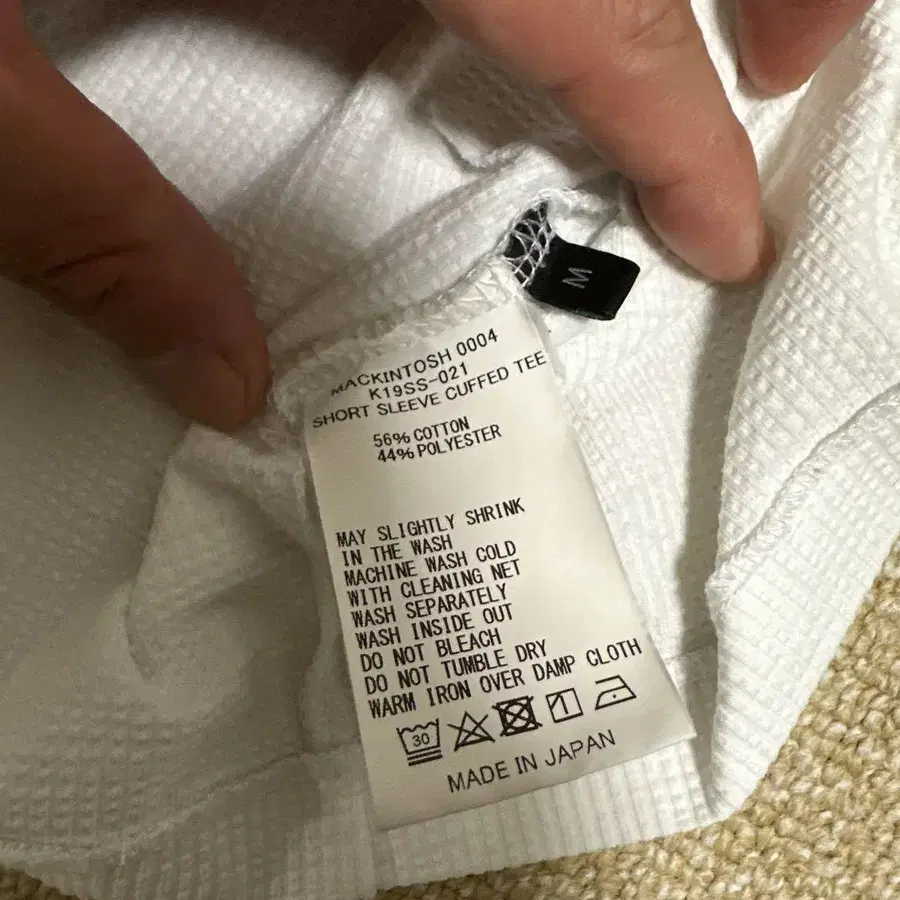 M
MACKINTOSH 0004
K19SS-021
SHORT SLEEVE CUFFED TEE
56% COTTON
44% POLYESTER
MAY SLIGHTLY SHRINK
IN THE WASH
MACHINE WASH COLD
WITH CLEANING NET
WASH SEPARATELY
WASH INSIDE OUT
DO NOT BLEACH
DO NOT TUMBLE DRY
WARM IRON OVER DAMP CLOTH
30
MADE IN JAPAN